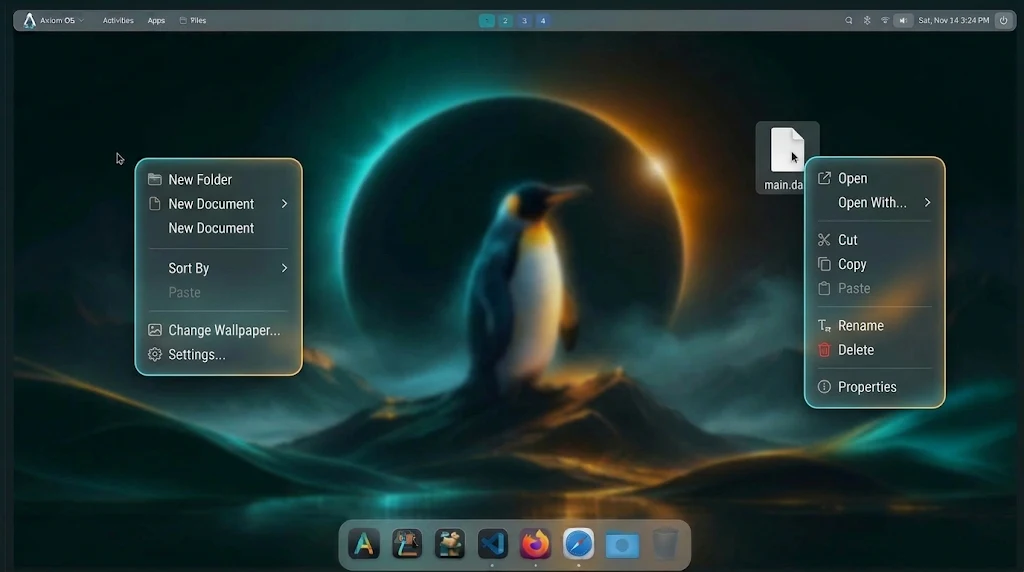 Axiom OS Activities Apps Files 1 2 3 4 Sat, Nov 14 3:24 PM
New Folder
New Document
New Document
Sort By
Paste
Change Wallpaper...
Settings...
main.da
Open
Open With...
Cut
Copy
Paste
Rename
Delete
Properties